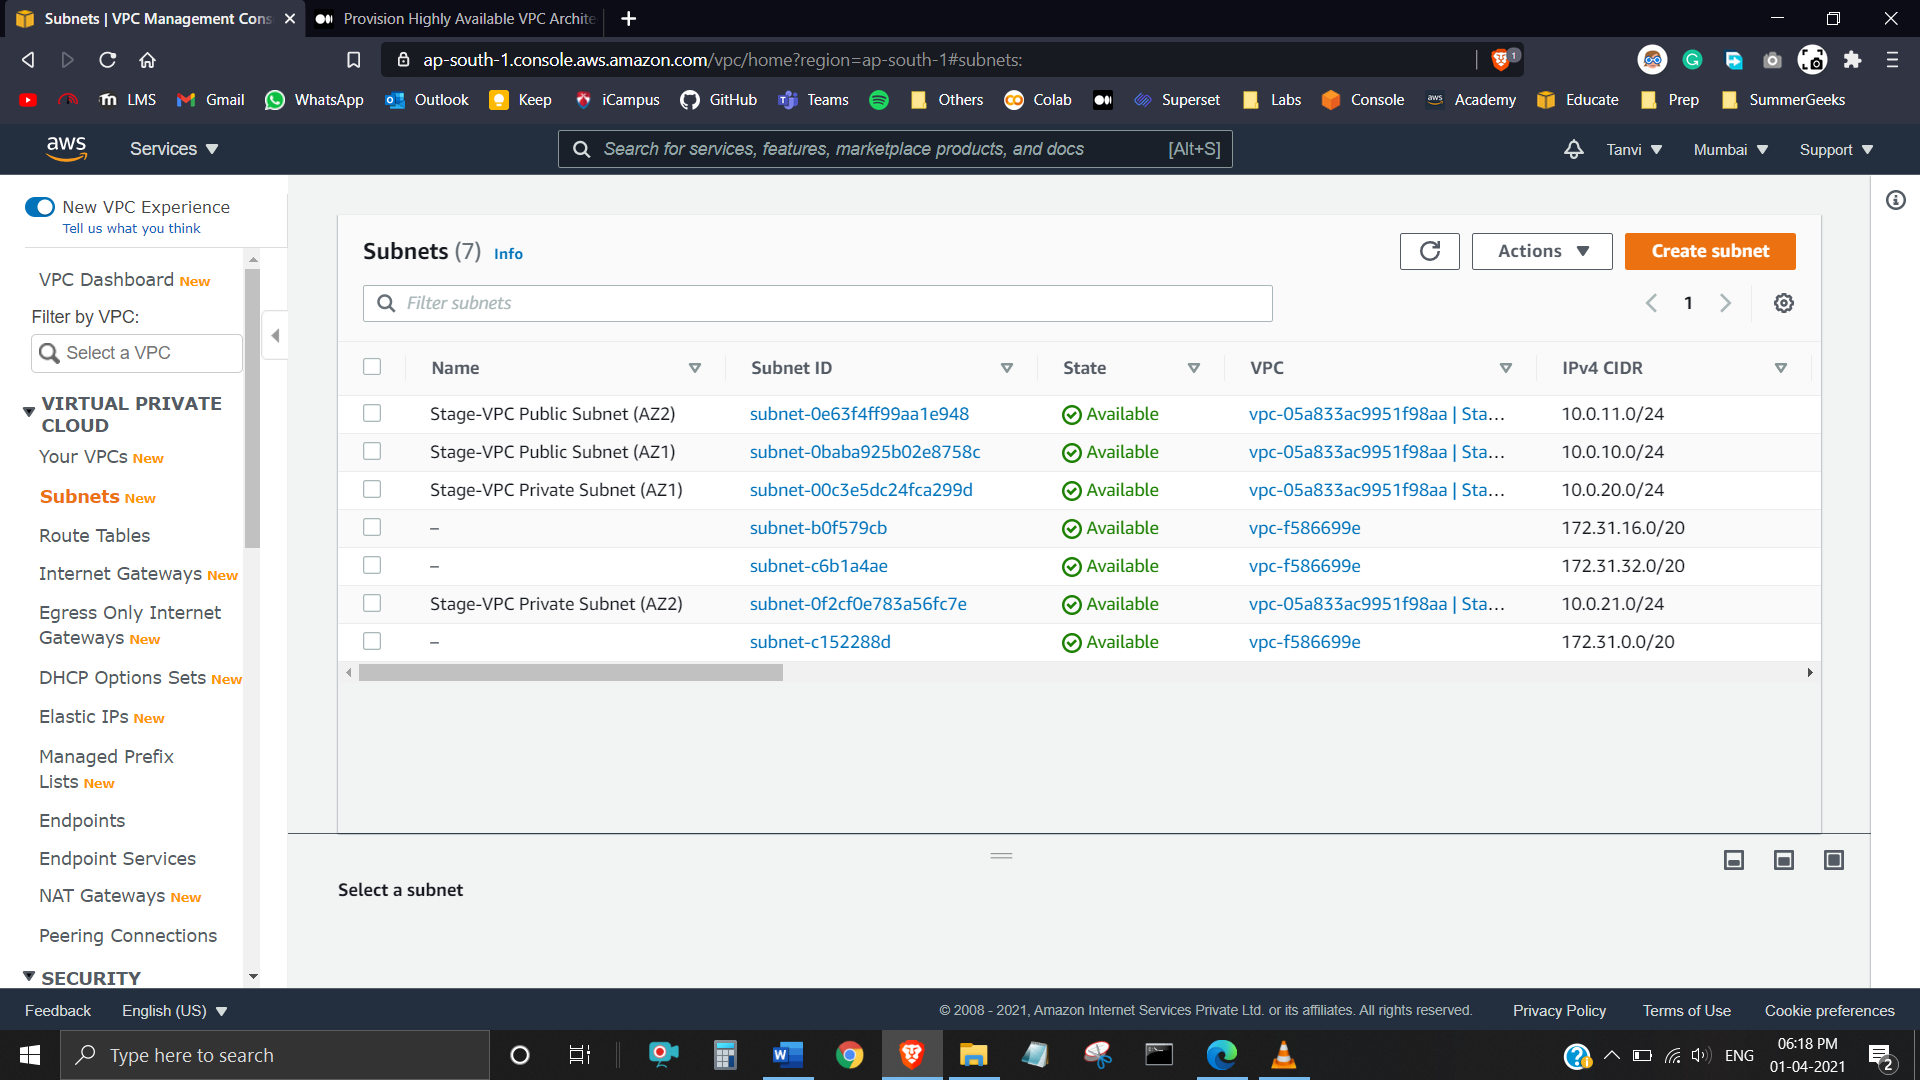 Subnets | VPC Management Cons
Provision Highly Available VPC Archite
ap-south-1.console.aws.amazon.com/vpc/home?region=ap-south-1#subnets:
1
LMS
Gmail
WhatsApp
Outlook
Keep
iCampus
GitHub
Teams
Others
Colab
Superset
Labs
Console
aws
Academy
Educate
Prep
SummerGeeks
aws
Services
Search for services, features, marketplace products, and docs
[Alt+S]
Tanvi
Mumbai
Support
New VPC Experience
Tell us what you think
VPC Dashboard New
Filter by VPC:
Select a VPC
VIRTUAL PRIVATE
CLOUD
Your VPCs New
Subnets New
Route Tables
Internet Gateways New
Egress Only Internet
Gateways New
DHCP Options Sets New
Elastic IPs New
Managed Prefix
Lists New
Endpoints
Endpoint Services
NAT Gateways New
Peering Connections
SECURITY
Subnets (7) Info
Actions
Create subnet
Filter subnets
1
Name Subnet ID State VPC IPv4 CIDR
Stage-VPC Public Subnet (AZ2) subnet-0e63f4ff99aa1e948 Available vpc-05a833ac9951f98aa | Sta... 10.0.11.0/24
Stage-VPC Public Subnet (AZ1) subnet-0baba925b02e8758c Available vpc-05a833ac9951f98aa | Sta... 10.0.10.0/24
Stage-VPC Private Subnet (AZ1) subnet-00c3e5dc24fca299d Available vpc-05a833ac9951f98aa | Sta... 10.0.20.0/24
– subnet-b0f579cb Available vpc-f586699e 172.31.16.0/20
– subnet-c6b1a4ae Available vpc-f586699e 172.31.32.0/20
Stage-VPC Private Subnet (AZ2) subnet-0f2cf0e783a56fc7e Available vpc-05a833ac9951f98aa | Sta... 10.0.21.0/24
– subnet-c152288d Available vpc-f586699e 172.31.0.0/20
Select a subnet
Feedback
English (US)
© 2008 - 2021, Amazon Internet Services Private Ltd. or its affiliates. All rights reserved.
Privacy Policy
Terms of Use
Cookie preferences
Type here to search
ENG
06:18 PM
01-04-2021
2